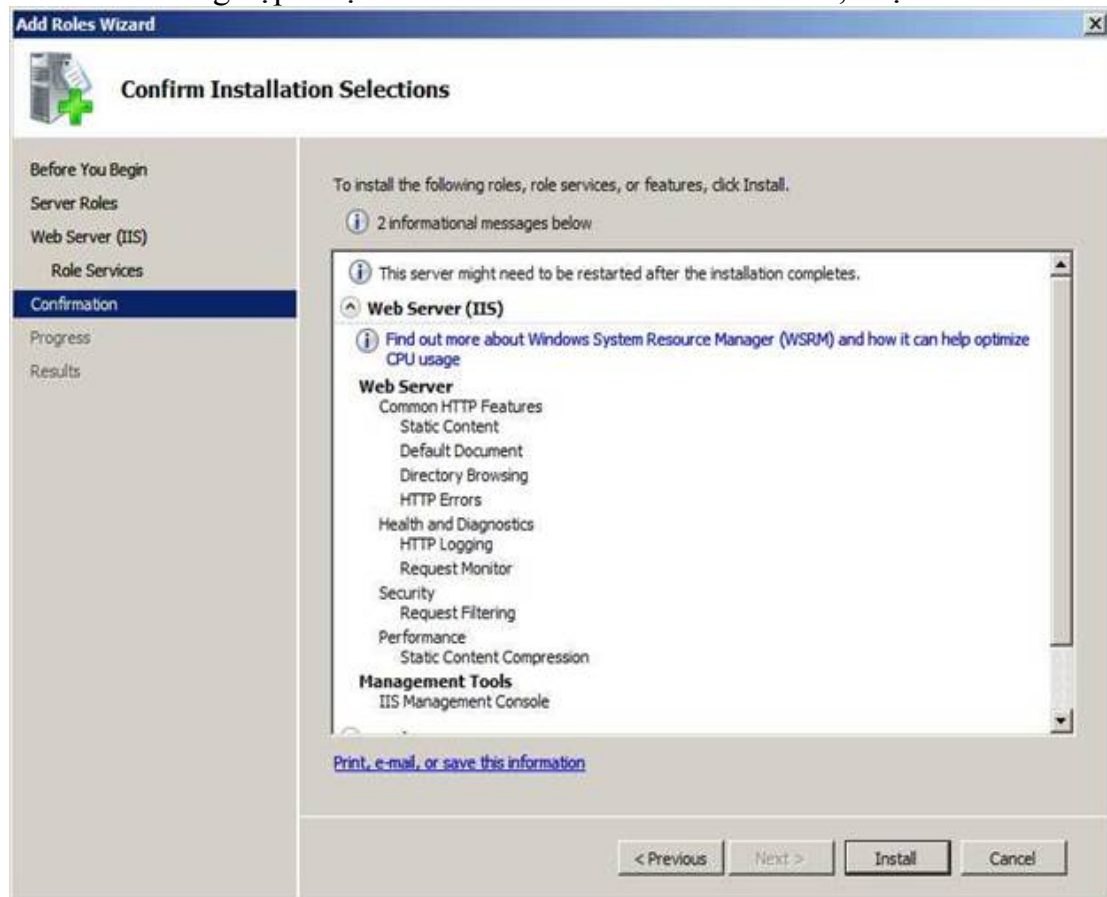 Add Roles Wizard
Confirm Installation Selections
Before You Begin
Server Roles
Web Server (IIS)
Role Services
Confirmation
Progress
Results
To install the following roles, role services, or features, click Install.
2 informational messages below
This server might need to be restarted after the installation completes.
Web Server (IIS)
Find out more about Windows System Resource Manager (WSRM) and how it can help optimize
CPU usage
Web Server
Common HTTP Features
Static Content
Default Document
Directory Browsing
HTTP Errors
Health and Diagnostics
HTTP Logging
Request Monitor
Security
Request Filtering
Performance
Static Content Compression
Management Tools
IIS Management Console
Print, e-mail, or save this information
< Previous
Next >
Install
Cancel